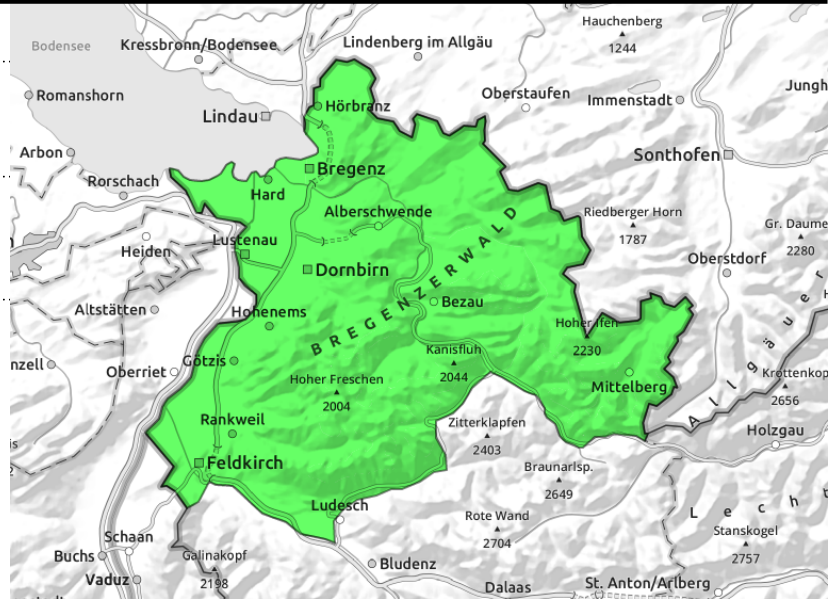 Hauchenberg
1244
Bodensee
Kressbronn/Bodensee
Lindenberg im Allgäu
Romanshorn
Hörbranz
Oberstaufen
Immenstadt
Lindau
Arbon
Sonthofen
Bregenz
Rorschach
Hard
Alberschwende
Riedberger Horn
1787
Gr. Daume
2280
Heiden
Lustenau
Oberstdorf
Dornbirn
BREGENZERWALD
Bezau
Altstätten
Hohenems
Hoher Ifen
2230
Allgäuer
Götzis
Kanisfluh
2044
nzell
Oberriet
Hoher Freschen
2004
Mittelberg
Krottenkop
2656
Rankweil
Zitterklapfen
2403
Holzgau
Feldkirch
Braunarlsp.
2649
Ludesch
Rote Wand
2704
Lecht
Stanskogel
2757
Schaan
Buchs
Galinakopf
2198
Bludenz
Vaduz
Dalaas
St. Anton/Arlberg